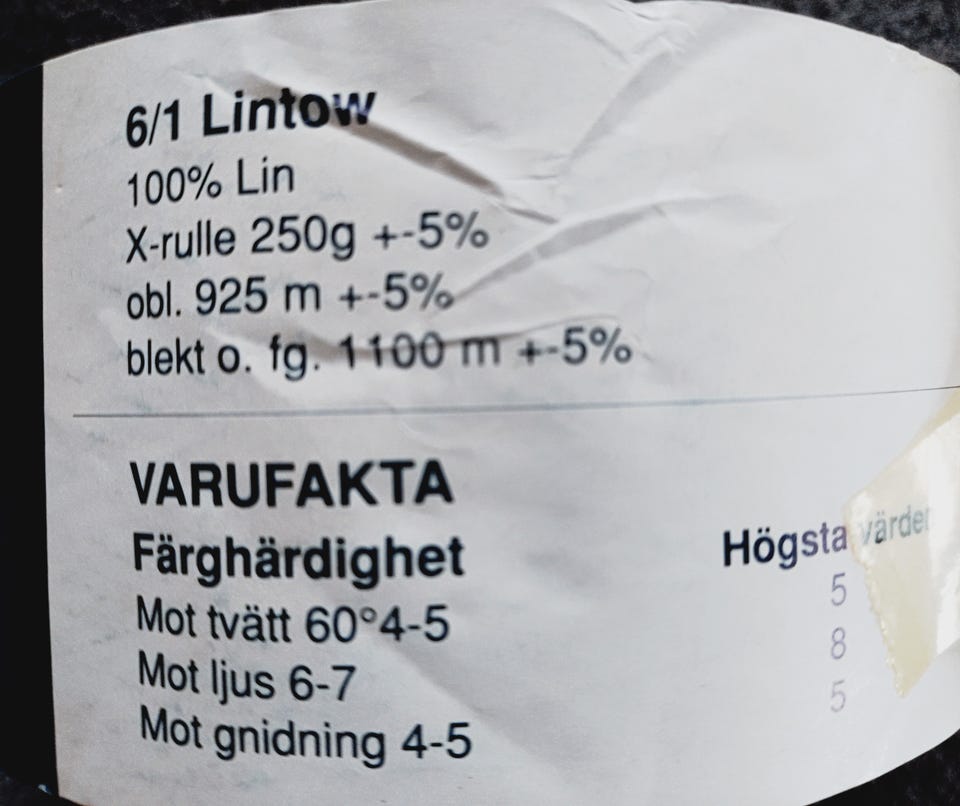 6/1 Lintow
100% Lin
X-rulle 250g +-5%
obl. 925 m +-5%
blekt o. fg. 1100 m +-5%
VARUFAKTA
Färghärdighet Högsta värden
Mot tvätt 60°4-5 5
Mot ljus 6-7 8
Mot gnidning 4-5 5